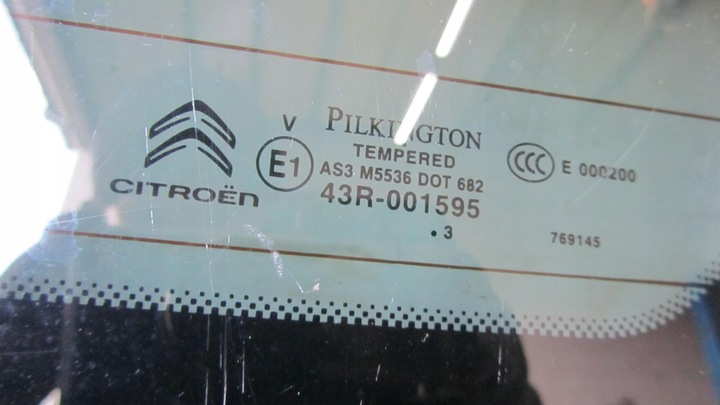 CITROËN
V
E1
PILKINGTON
TEMPERED
AS3 M5536 DOT 682
43R-001595
.3
CCC E 000200
769145